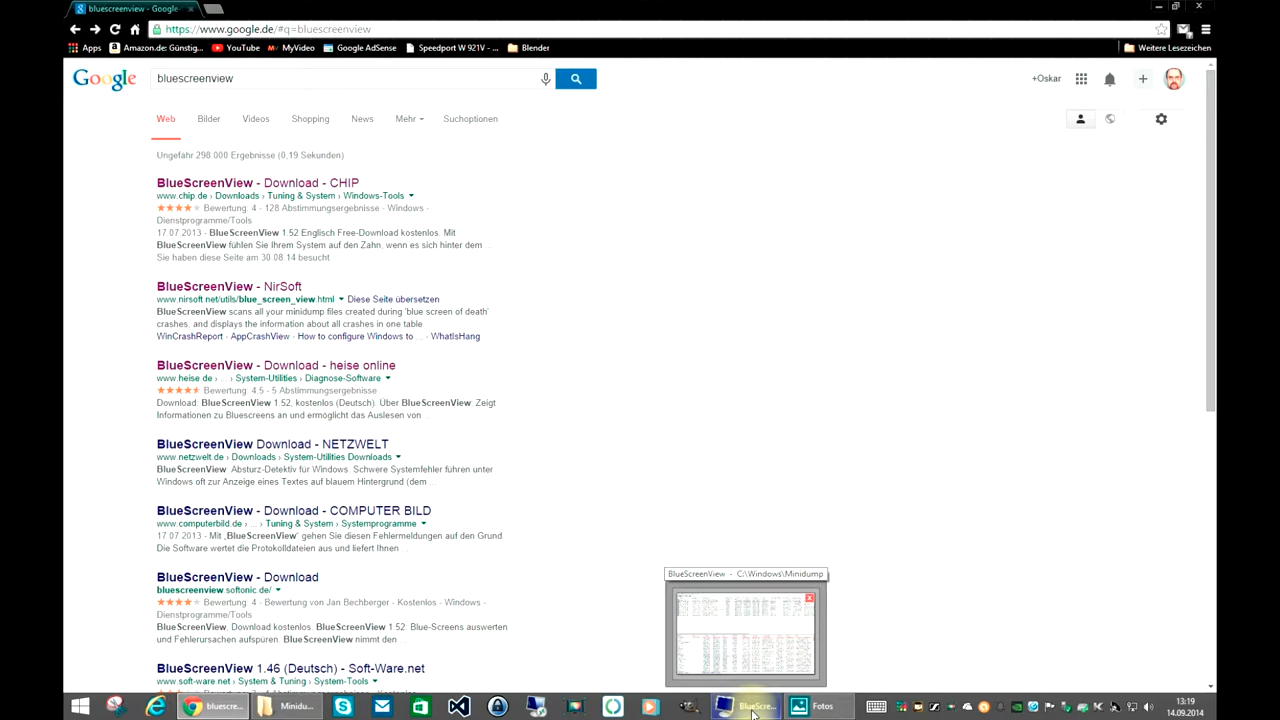 bluescreenview - Google-
https://www.google.de/#q=bluescreenview
Apps
Amazon.de: Günstig...
YouTube
MyVideo
Google AdSense
Speedport W 921V - ...
Blender
Weitere Lesezeichen
Google
bluescreenview
+Oskar
Web
Bilder
Videos
Shopping
News
Mehr
Suchoptionen
Ungefähr 298.000 Ergebnisse (0,19 Sekunden)
BlueScreenView - Download - CHIP
www.chip.de › Downloads › Tuning & System › Windows-Tools
Bewertung: 4 - 128 Abstimmungsergebnisse - Windows -
Dienstprogramme/Tools
17.07.2013 - BlueScreenView 1.52 Englisch Free-Download kostenlos. Mit
BlueScreenView fühlen Sie Ihrem System auf den Zahn, wenn es sich hinter dem ...
Sie haben diese Seite am 30.08.14 besucht.
BlueScreenView - NirSoft
www.nirsoft.net/utils/blue_screen_view.html Diese Seite übersetzen
BlueScreenView scans all your minidump files created during 'blue screen of death'
crashes, and displays the information about all crashes in one table
WinCrashReport - AppCrashView - How to configure Windows to ... - WhatIsHang
BlueScreenView - Download - heise online
www.heise.de › ... › System-Utilities › Diagnose-Software
Bewertung: 4,5 - 5 Abstimmungsergebnisse
Download: BlueScreenView 1.52, kostenlos (Deutsch). Über BlueScreenView: Zeigt
Informationen zu Bluescreens an und ermöglicht das Auslesen von ...
BlueScreenView Download - NETZWELT
www.netzwelt.de › Downloads › System-Utilities Downloads
BlueScreenView. Absturz-Detektiv für Windows. Schwere Systemfehler führen unter
Windows oft zur Anzeige eines Textes auf blauem Hintergrund (dem ...
BlueScreenView - Download - COMPUTER BILD
www.computerbild.de › ... › Tuning & System › Systemprogramme
17.07.2013 - Mit „BlueScreenView“ gehen Sie diesen Fehlermeldungen auf den Grund.
Die Software wertet die Protokolldateien aus und liefert Ihnen ...
BlueScreenView - Download
bluescreenview.softonic.de/
Bewertung: 4 - Bewertung von Jan Bechberger - Kostenlos - Windows -
Dienstprogramme/Tools
BlueScreenView, Download kostenlos. BlueScreenView 1.52: Blue-Screens auswerten
und Fehlerursachen aufspüren. BlueScreenView nimmt den ...
BlueScreenView 1.46 (Deutsch) - Soft-Ware.net
www.soft-ware.net › System & Tuning › System-Tools
BlueScreenView - C:\Windows\Minidump
bluescre...
Minidu...
BlueScre...
Fotos
13:19
14.09.2014